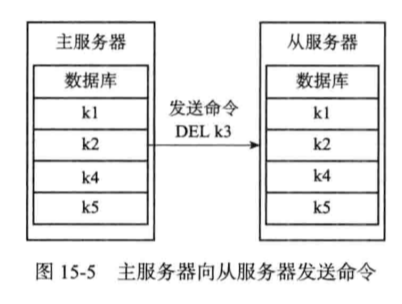 主服务器
数据库
k1
k2
k4
k5
发送命令
DEL k3
从服务器
数据库
k1
k2
k4
k5
图 15-5 主服务器向从服务器发送命令